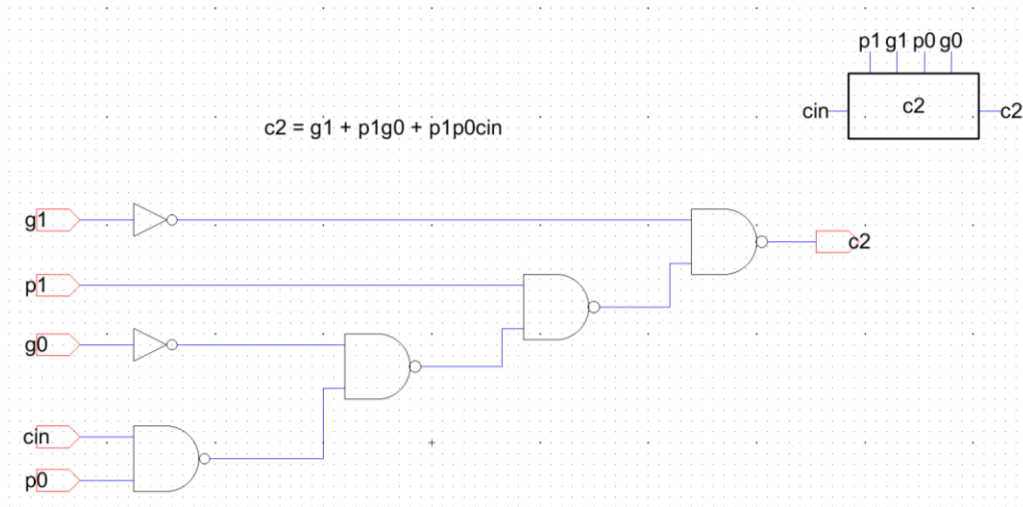 p1 g1 p0 g0
cin c2 c2
c2 = g1 + p1g0 + p1p0cin
g1
c2
p1
g0
cin
p0